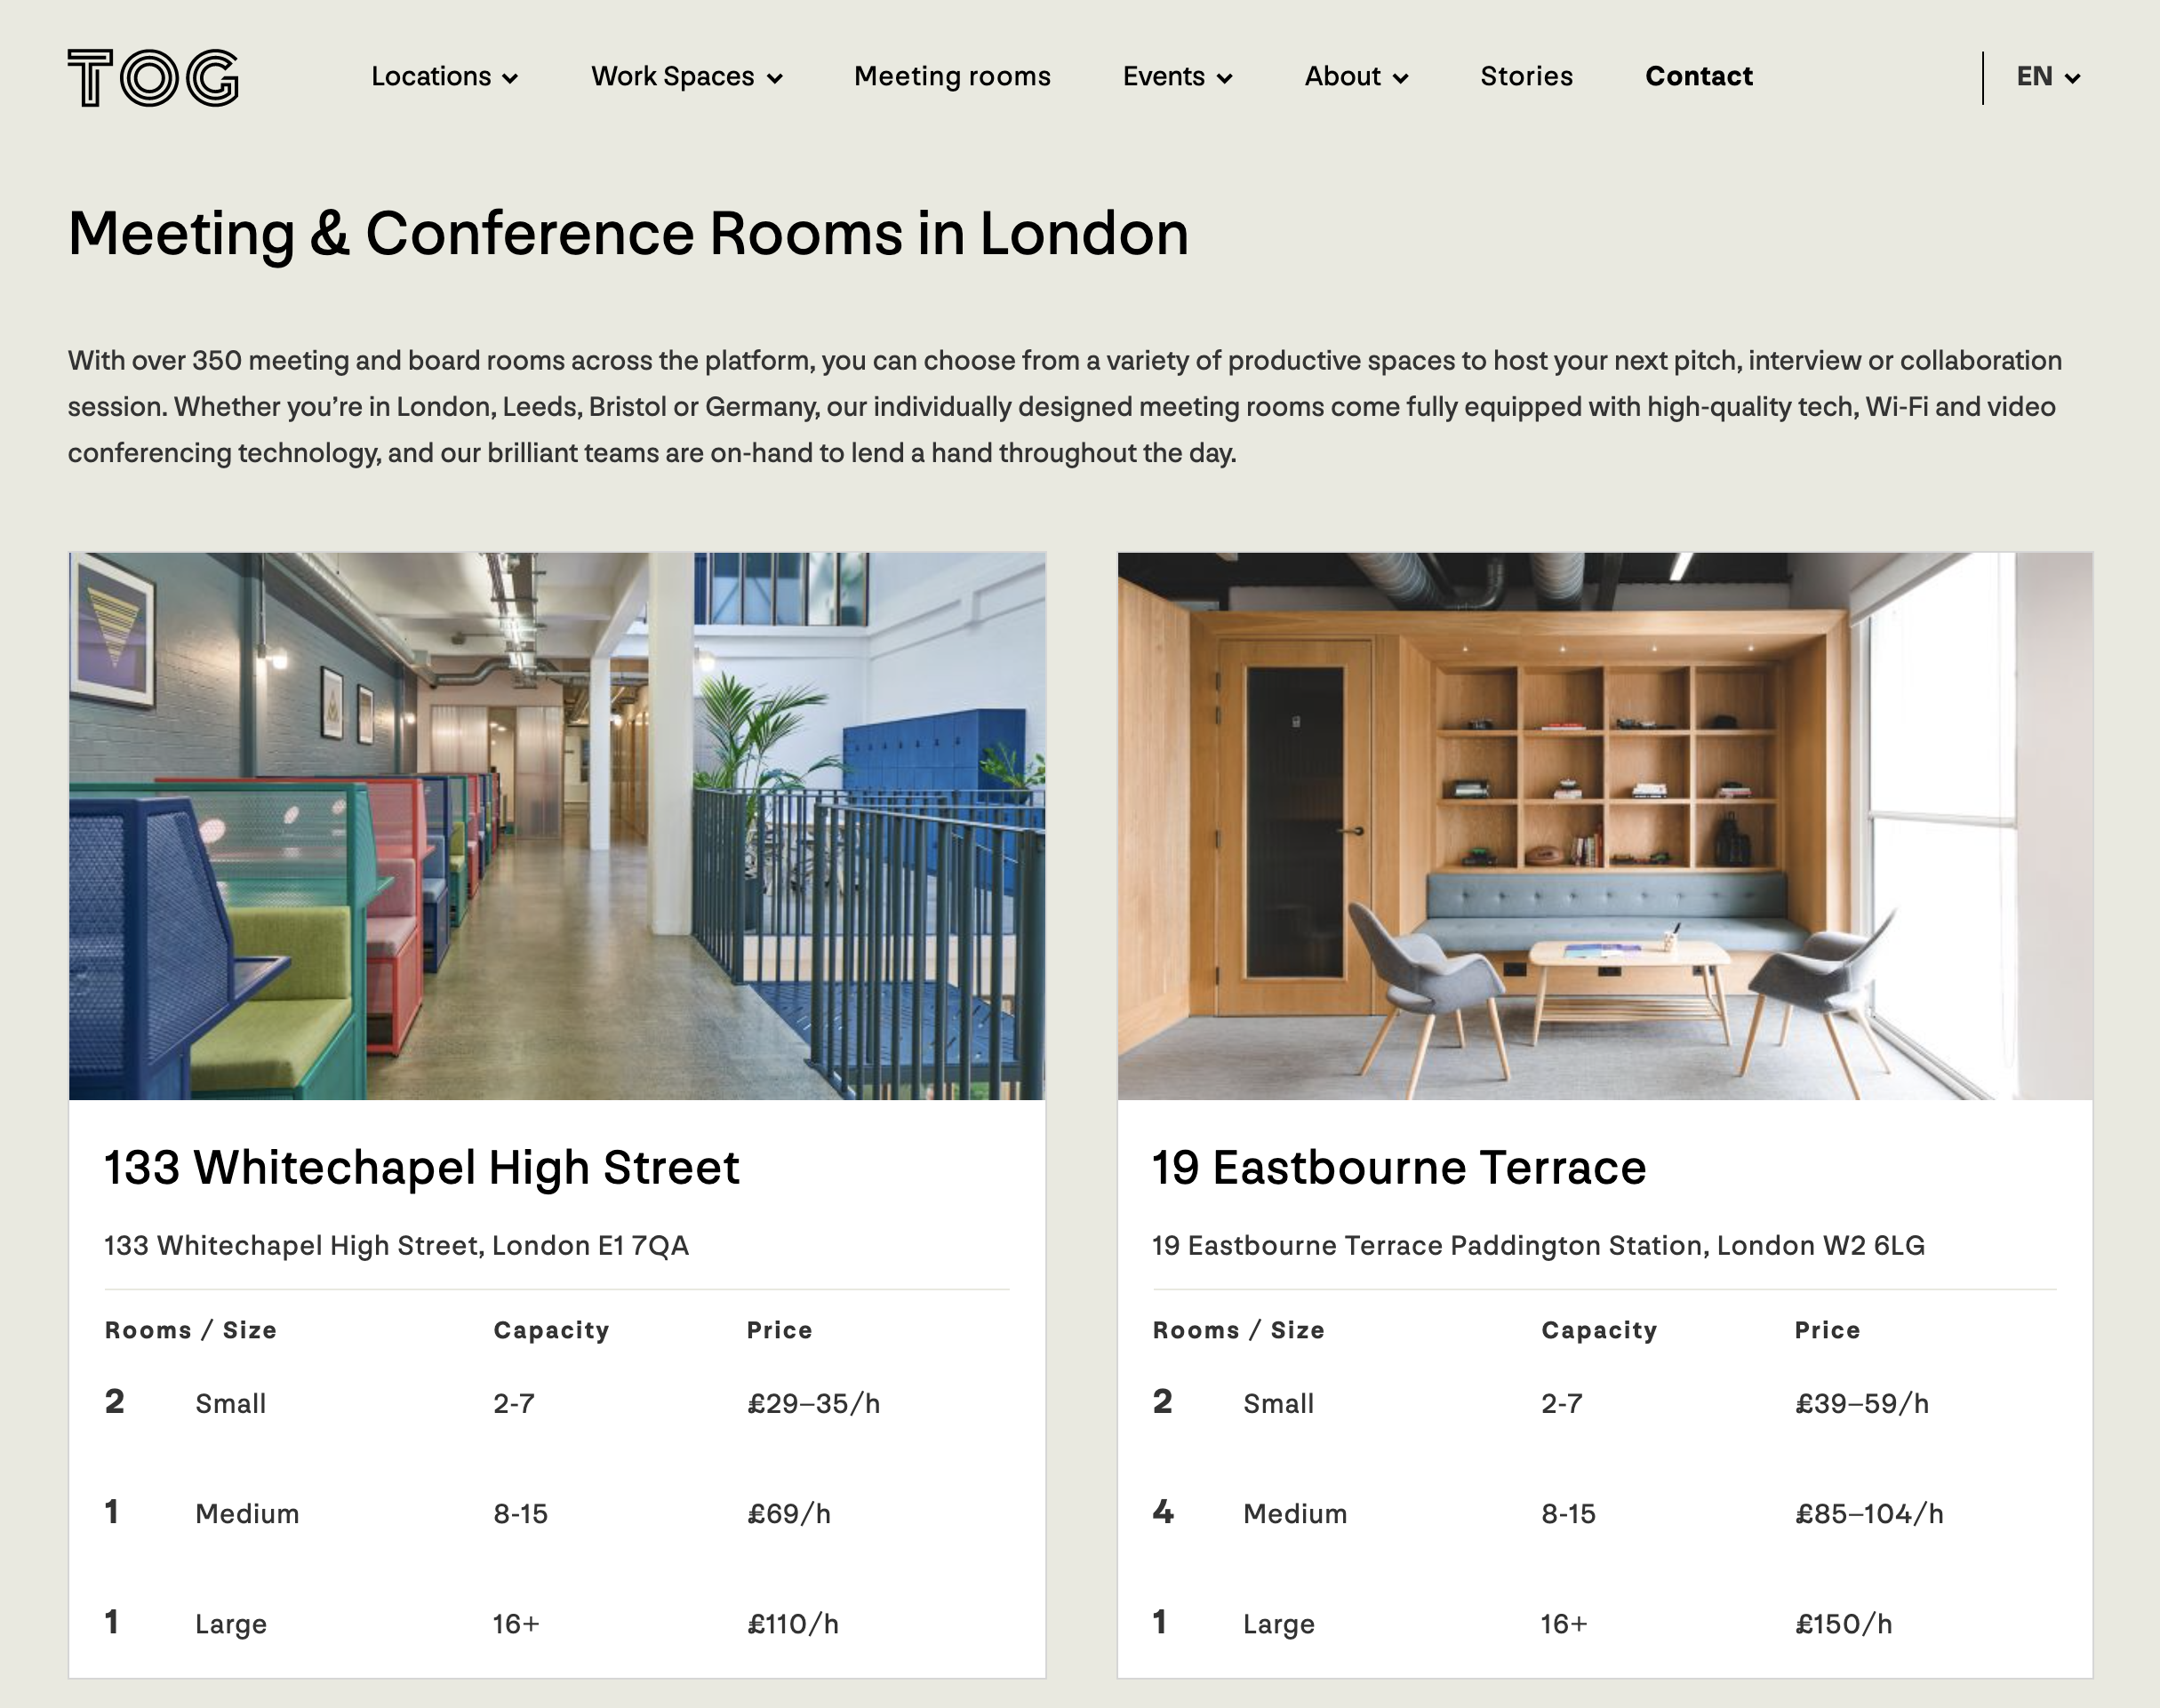 TOG
Locations
Work Spaces
Meeting rooms
Events
About
Stories
Contact
EN
Meeting & Conference Rooms in London
With over 350 meeting and board rooms across the platform, you can choose from a variety of productive spaces to host your next pitch, interview or collaboration
session. Whether you’re in London, Leeds, Bristol or Germany, our individually designed meeting rooms come fully equipped with high-quality tech, Wi-Fi and video
conferencing technology, and our brilliant teams are on-hand to lend a hand throughout the day.
133 Whitechapel High Street
133 Whitechapel High Street, London E1 7QA
Rooms / Size Capacity Price
2 Small 2-7 £29–35/h
1 Medium 8-15 £69/h
1 Large 16+ £110/h
19 Eastbourne Terrace
19 Eastbourne Terrace Paddington Station, London W2 6LG
Rooms / Size Capacity Price
2 Small 2-7 £39–59/h
4 Medium 8-15 £85–104/h
1 Large 16+ £150/h